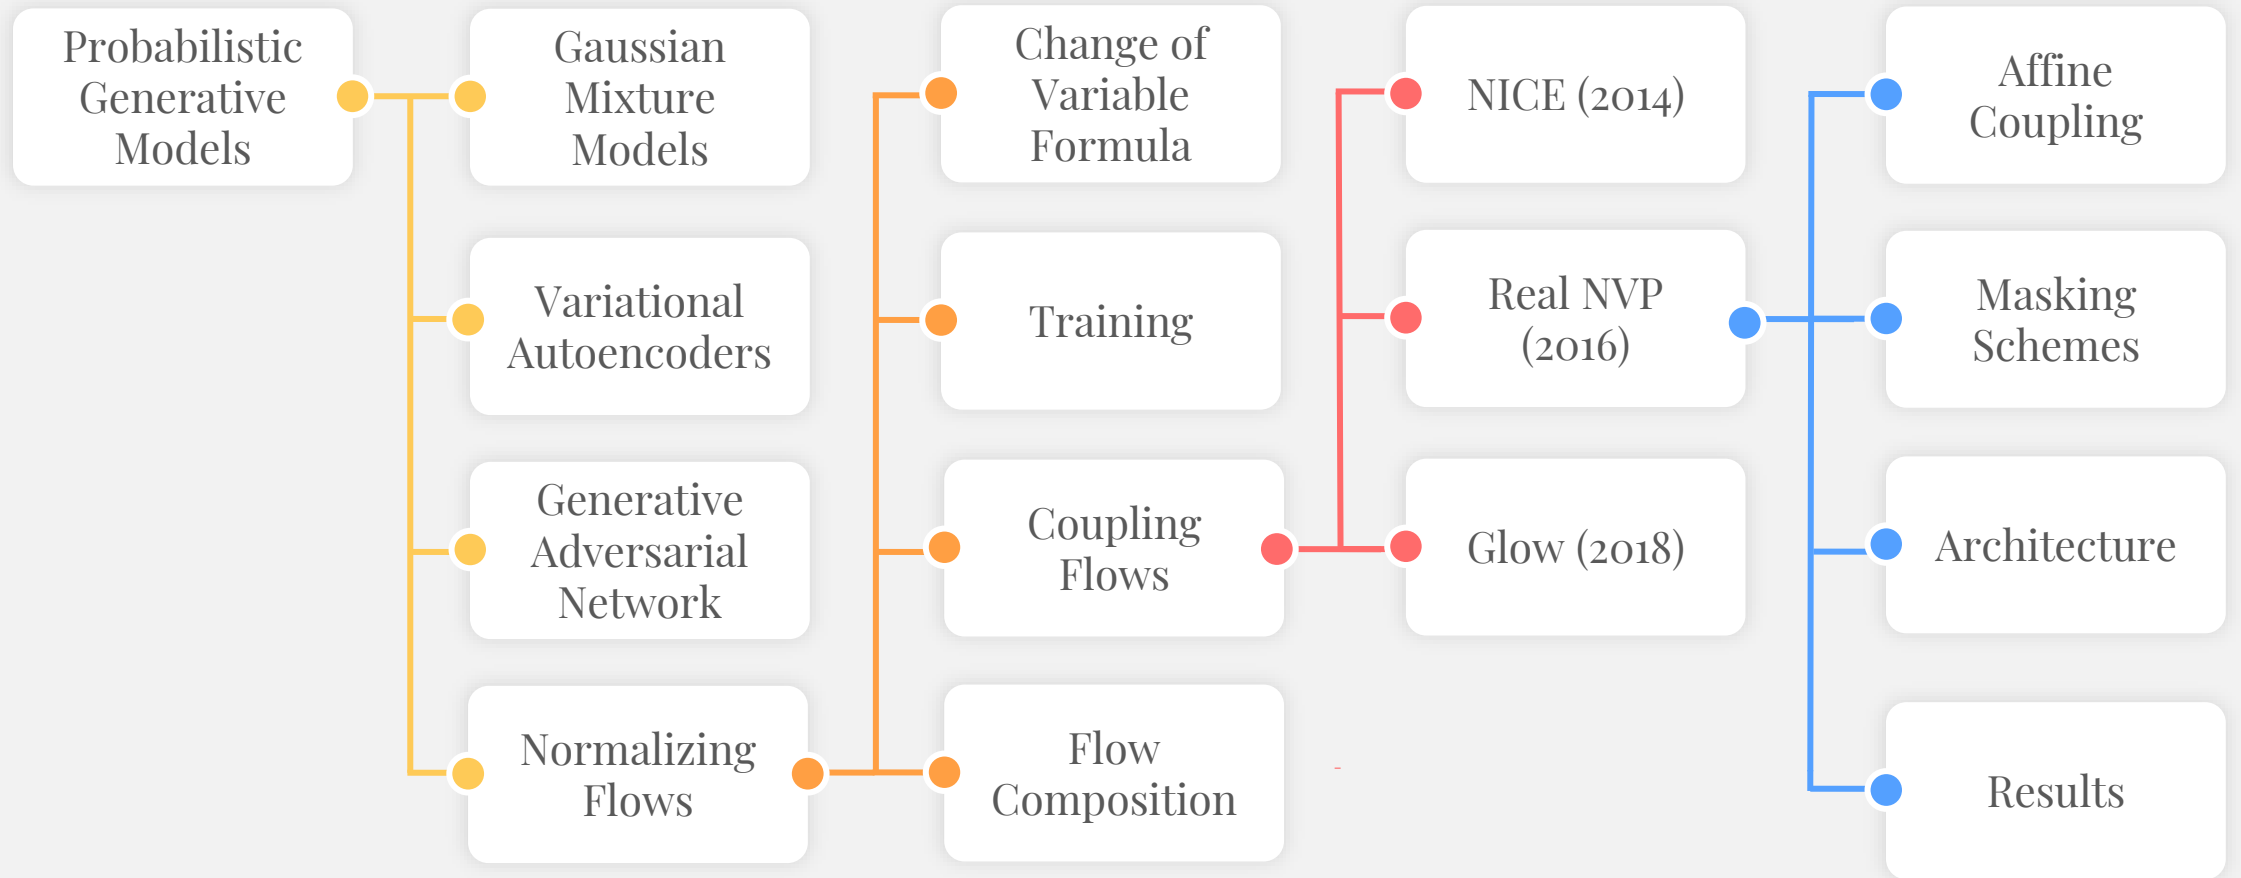 Probabilistic
Generative
Models
Gaussian
Mixture
Models
Variational
Autoencoders
Generative
Adversarial
Network
Normalizing
Flows
Change of
Variable
Formula
Training
Coupling
Flows
Flow
Composition
NICE (2014)
Real NVP
(2016)
Glow (2018)
Affine
Coupling
Masking
Schemes
Architecture
Results